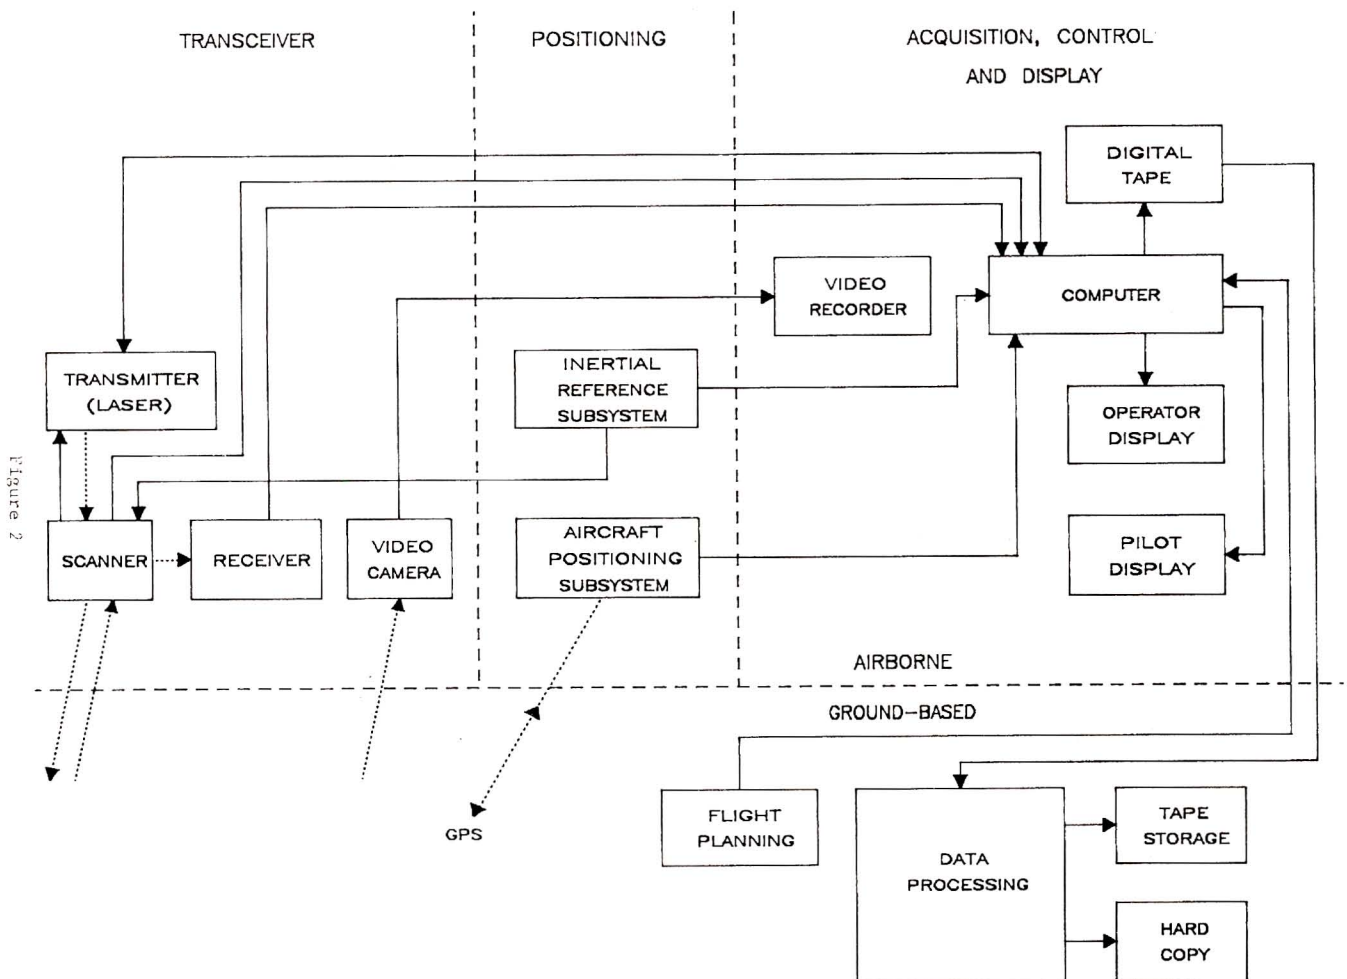 TRANSCEIVER
POSITIONING
ACQUISITION, CONTROL
AND DISPLAY
DIGITAL
TAPE
VIDEO
RECORDER
COMPUTER
TRANSMITTER
(LASER)
INERTIAL
REFERENCE
SUBSYSTEM
OPERATOR
DISPLAY
Figure 2
SCANNER
RECEIVER
VIDEO
CAMERA
AIRCRAFT
POSITIONING
SUBSYSTEM
PILOT
DISPLAY
AIRBORNE
GROUND-BASED
GPS
FLIGHT
PLANNING
DATA
PROCESSING
TAPE
STORAGE
HARD
COPY